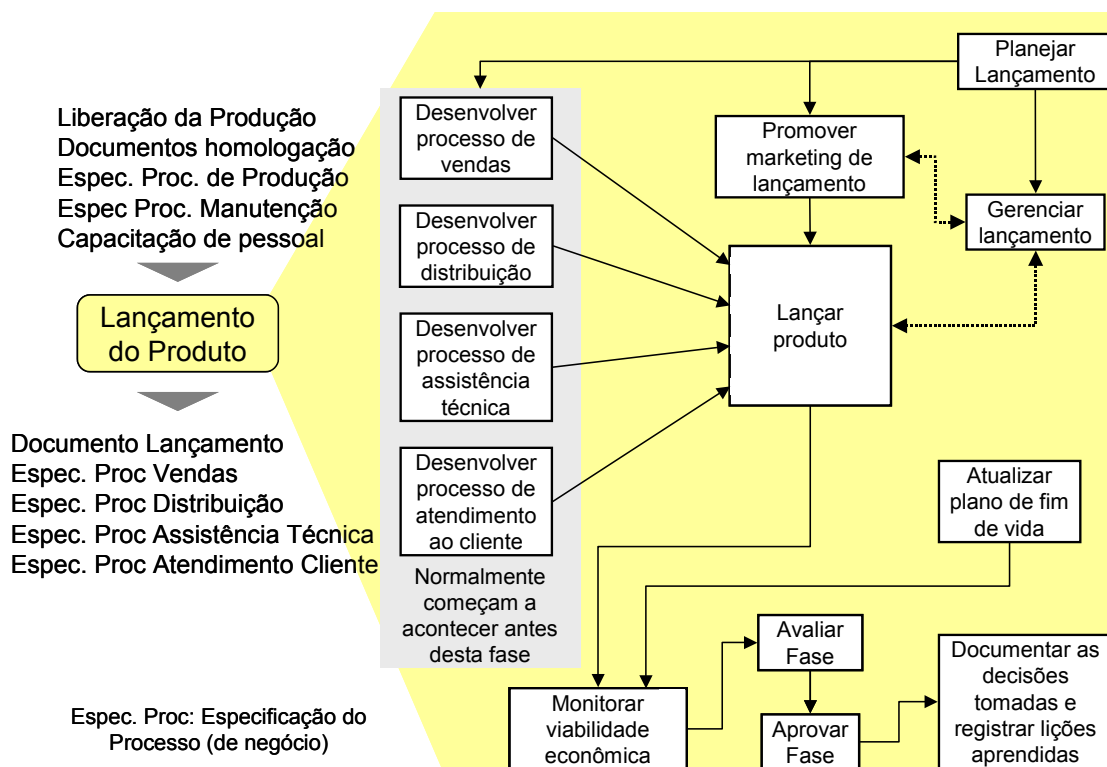 Liberação da Produção
Documentos homologação
Espec. Proc. de Produção
Espec Proc. Manutenção
Capacitação de pessoal
Lançamento
do Produto
Documento Lançamento
Espec. Proc Vendas
Espec. Proc Distribuição
Espec. Proc Assistência Técnica
Espec. Proc Atendimento Cliente
Espec. Proc: Especificação do
Processo (de negócio)
Desenvolver
processo de
vendas
Desenvolver
processo de
distribuição
Desenvolver
processo de
assistência
técnica
Desenvolver
processo de
atendimento
ao cliente
Normalmente
começam a
acontecer antes
desta fase
Planejar
Lançamento
Promover
marketing de
lançamento
Gerenciar
lançamento
Lançar
produto
Atualizar
plano de fim
de vida
Monitorar
viabilidade
econômica
Avaliar
Fase
Aprovar
Fase
Documentar as
decisões
tomadas e
registrar lições
aprendidas